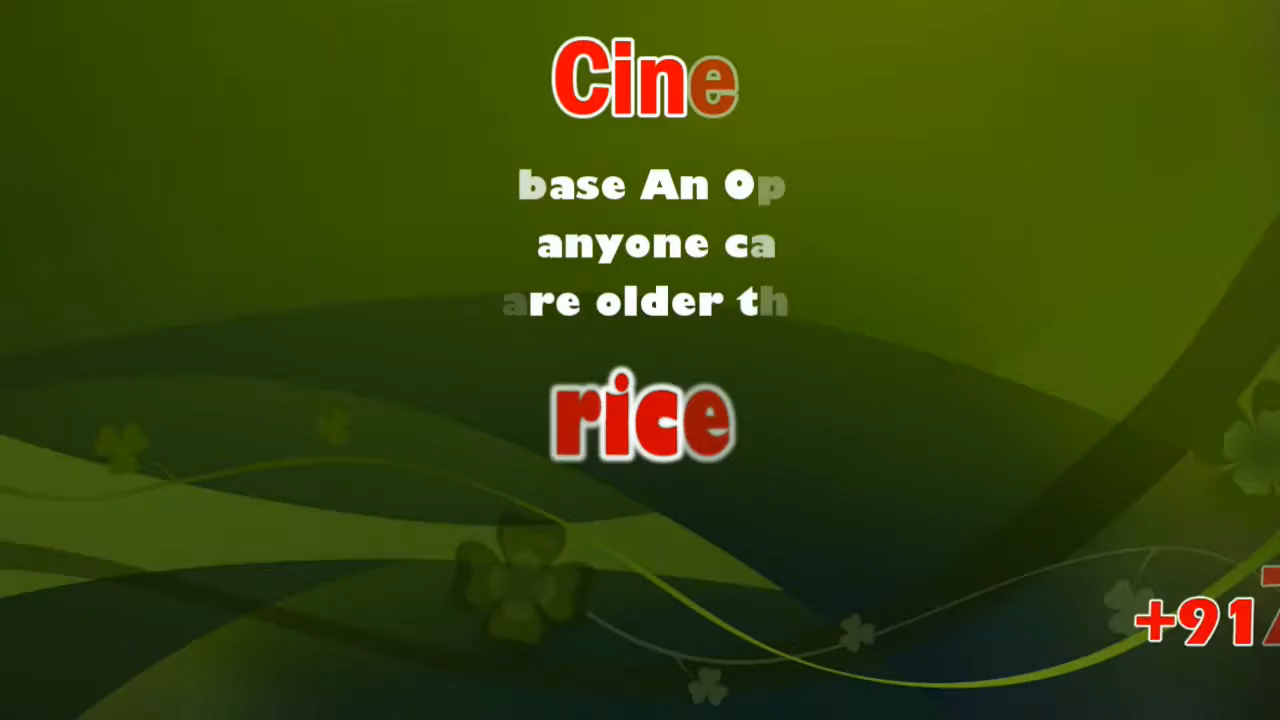 Cine
base An Op
anyone ca
are older th
rice
+91